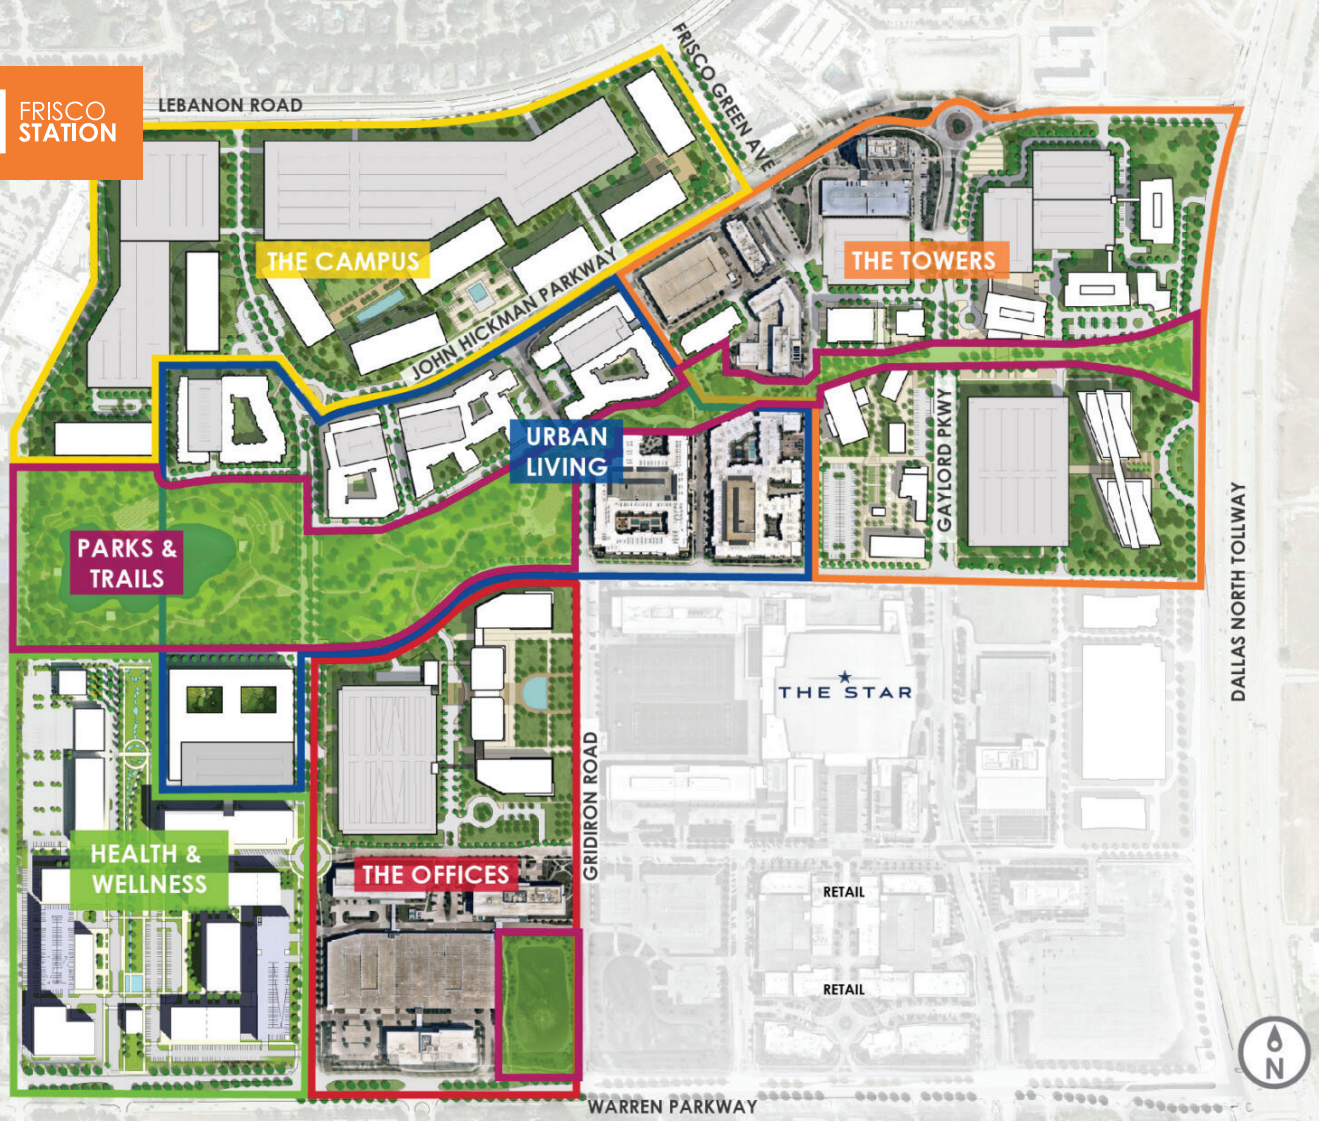 FRISCO GREEN AVE
LEBANON ROAD
FRISCO
STATION
THE CAMPUS
THE TOWERS
JOHN HICKMAN PARKWAY
URBAN
LIVING
GAYLORD PKWY
DALLAS NORTH TOLLWAY
PARKS &
TRAILS
THE STAR
GRIDIRON ROAD
HEALTH &
WELLNESS
THE OFFICES
RETAIL
RETAIL
N
WARREN PARKWAY